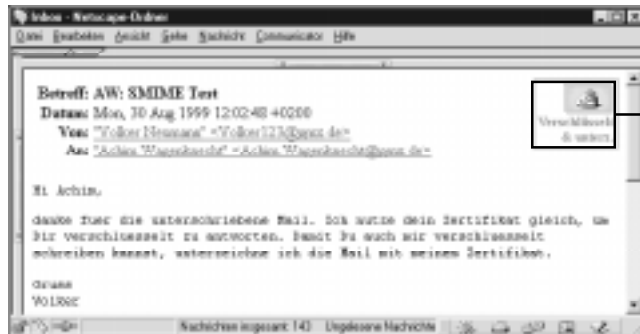 Inbox - Netscape-Ordner
Datei Bearbeiten Ansicht Gehe Nachricht Communicator Hilfe
Betreff: AW: SMIME Test
Datum: Mon, 30 Aug 1999 12:02:48 +0200
Von: "Volker Neumann" <Volker123@gmx.de>
An: "Achim Wagenknecht" <Achim.Wagenknecht@gmx.de>
Verschlüsselt
& unterz.
Hi Achim,
danke fuer die unterschriebene Mail. Ich nutze dein Zertifikat gleich, um
Dir verschluesselt zu antworten. Damit Du auch mir verschluesselt
schreiben kannst, unterzeichne ich die Mail mit meinem Zertifikat.
Gruss
Volker
Nachrichten insgesamt: 143 Ungelesene Nachrichte